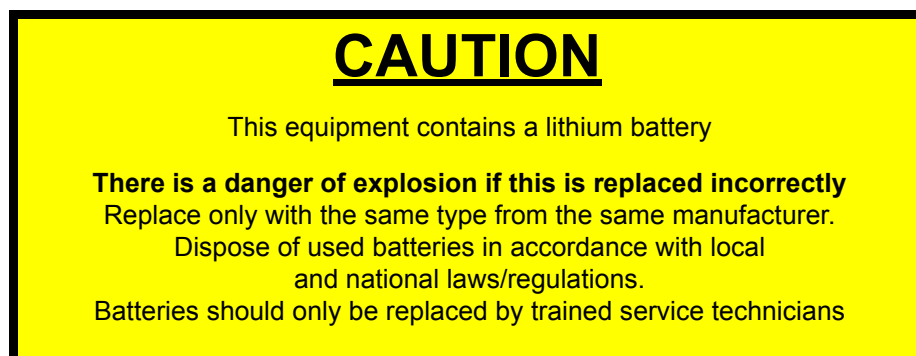 CAUTION
This equipment contains a lithium battery
There is a danger of explosion if this is replaced incorrectly
Replace only with the same type from the same manufacturer.
Dispose of used batteries in accordance with local
and national laws/regulations.
Batteries should only be replaced by trained service technicians